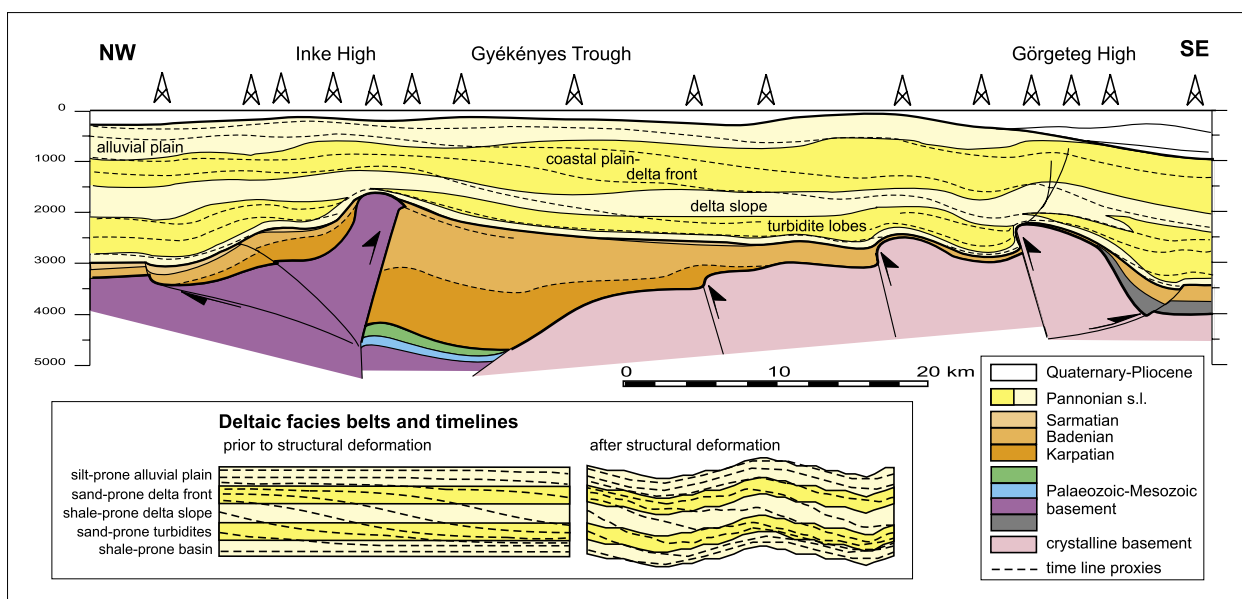 NW
Inke High
Gyékényes Trough
Görgeteg High
SE
0
1000
2000
3000
4000
5000
alluvial plain
coastal plain-
delta front
delta slope
turbidite lobes
0
10
20 km
Quaternary-Pliocene
Pannonian s.l.
Sarmatian
Badenian
Karpatian
Palaeozoic-Mesozoic
basement
crystalline basement
time line proxies
Deltaic facies belts and timelines
prior to structural deformation
after structural deformation
silt-prone alluvial plain
sand-prone delta front
shale-prone delta slope
sand-prone turbidites
shale-prone basin